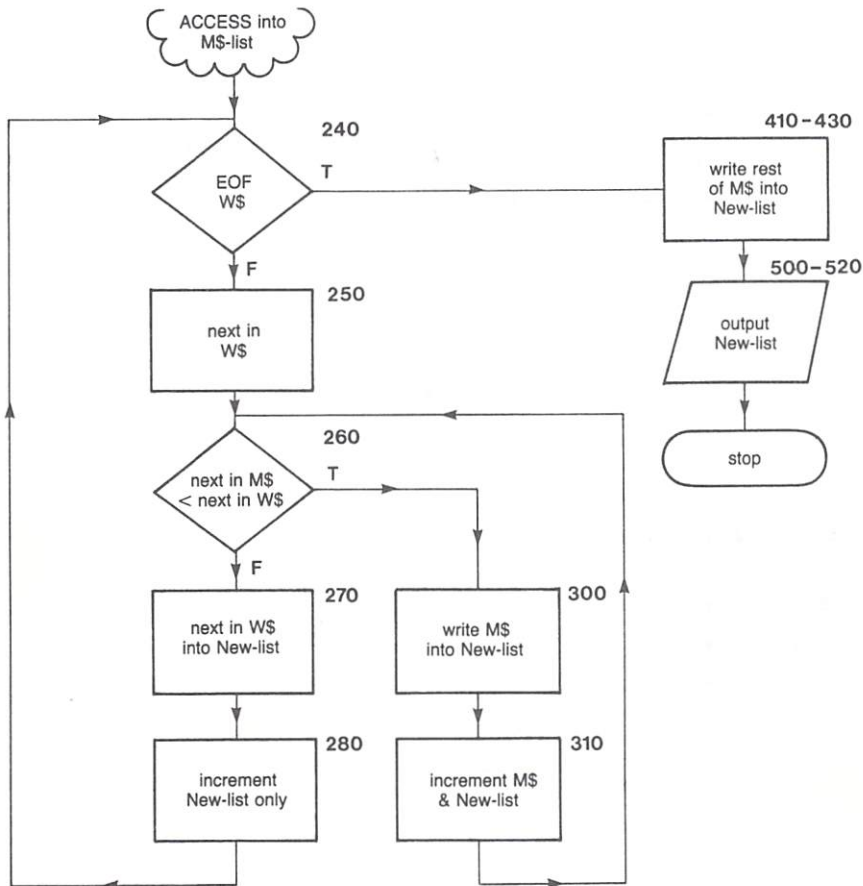 ACCESS into
M$-list
240
EOF
W$
T
F
410-430
write rest
of M$ into
New-list
500-520
output
New-list
stop
250
next in
W$
260
next in M$
< next in W$
T
F
270
next in W$
into New-list
300
write M$
into New-list
280
increment
New-list only
310
increment M$
& New-list